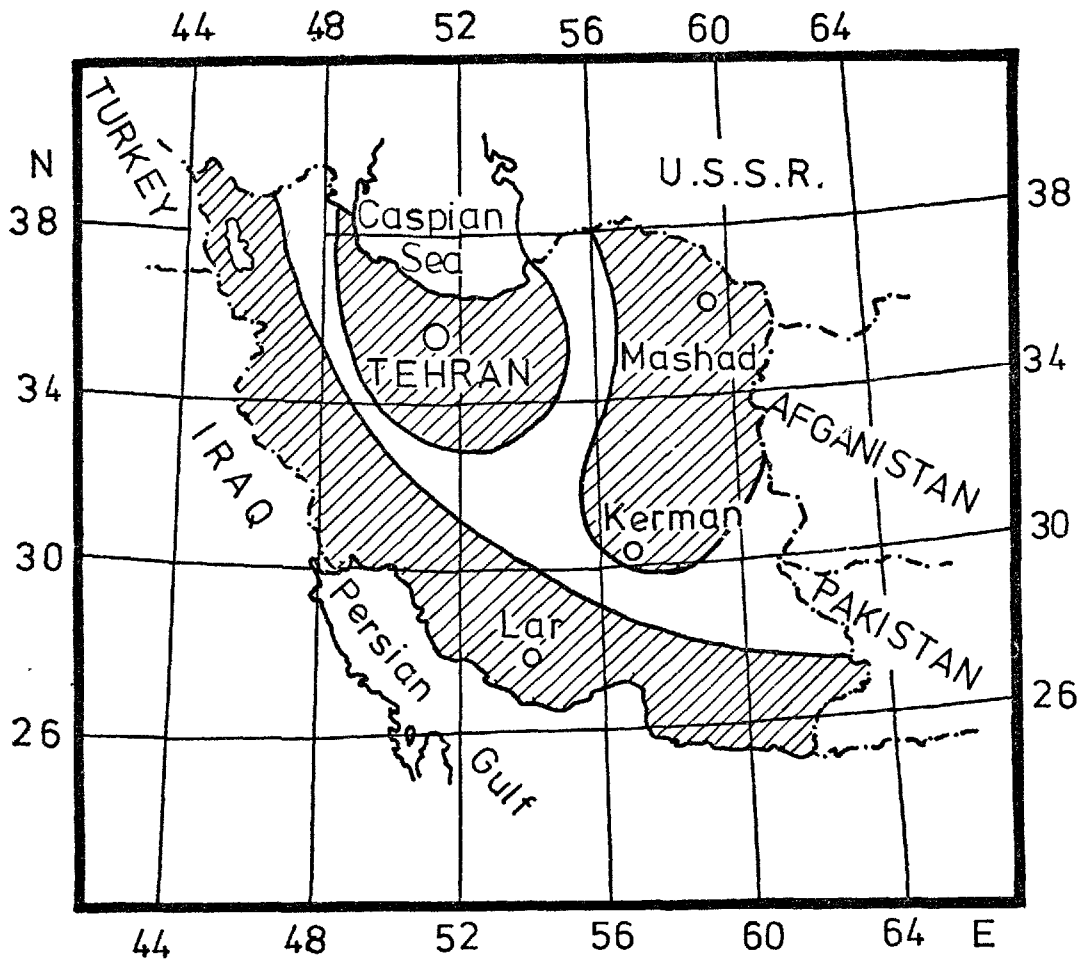 44 48 52 56 60 64
TURKEY
N
U.S.S.R.
38
38
Caspian
Sea
Mashad
TEHRAN
34
34
AFGANISTAN
IRAQ
Kerman
30
30
Persian
Gulf
PAKISTAN
Lar
26
26
44 48 52 56 60 64 E